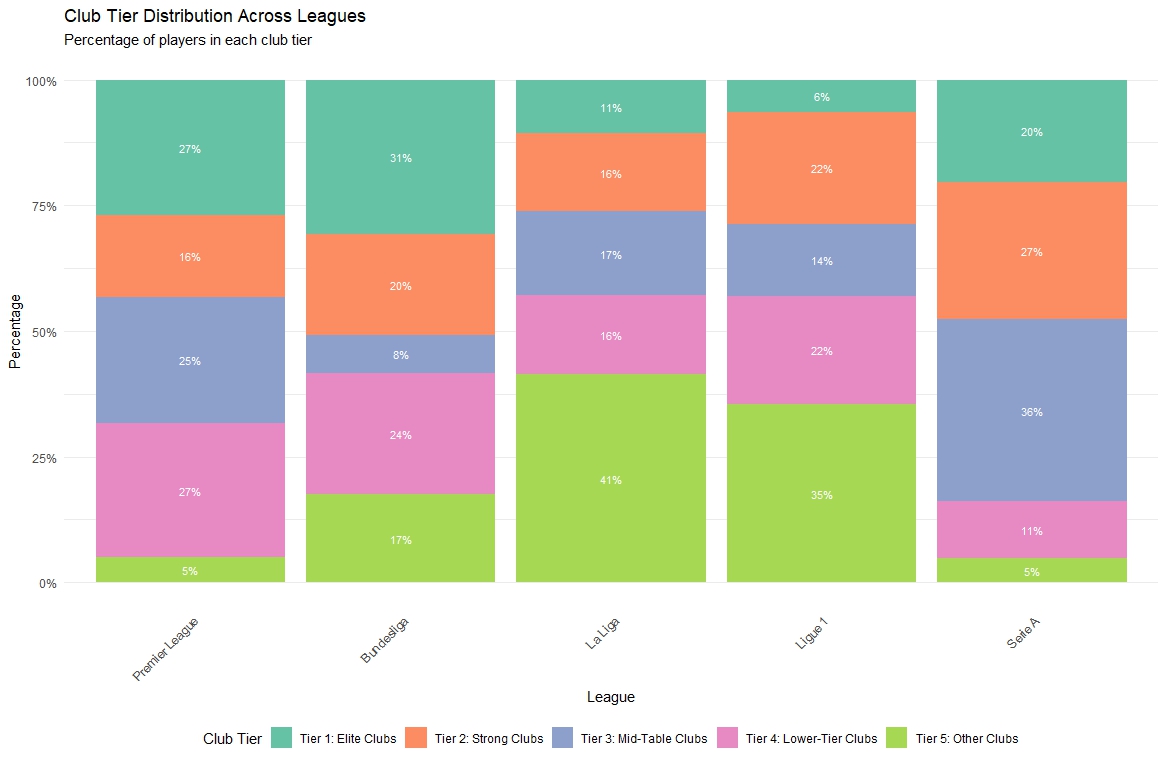 Club Tier Distribution Across Leagues
Percentage of players in each club tier
100%
75%
50%
25%
0%
Percentage
27%
16%
25%
27%
5%
31%
20%
8%
24%
17%
11%
16%
17%
16%
41%
6%
22%
14%
22%
35%
20%
27%
36%
11%
5%
Premier League
Bundesliga
La Liga
Ligue 1
Serie A
League
Club Tier
Tier 1: Elite Clubs
Tier 2: Strong Clubs
Tier 3: Mid-Table Clubs
Tier 4: Lower-Tier Clubs
Tier 5: Other Clubs